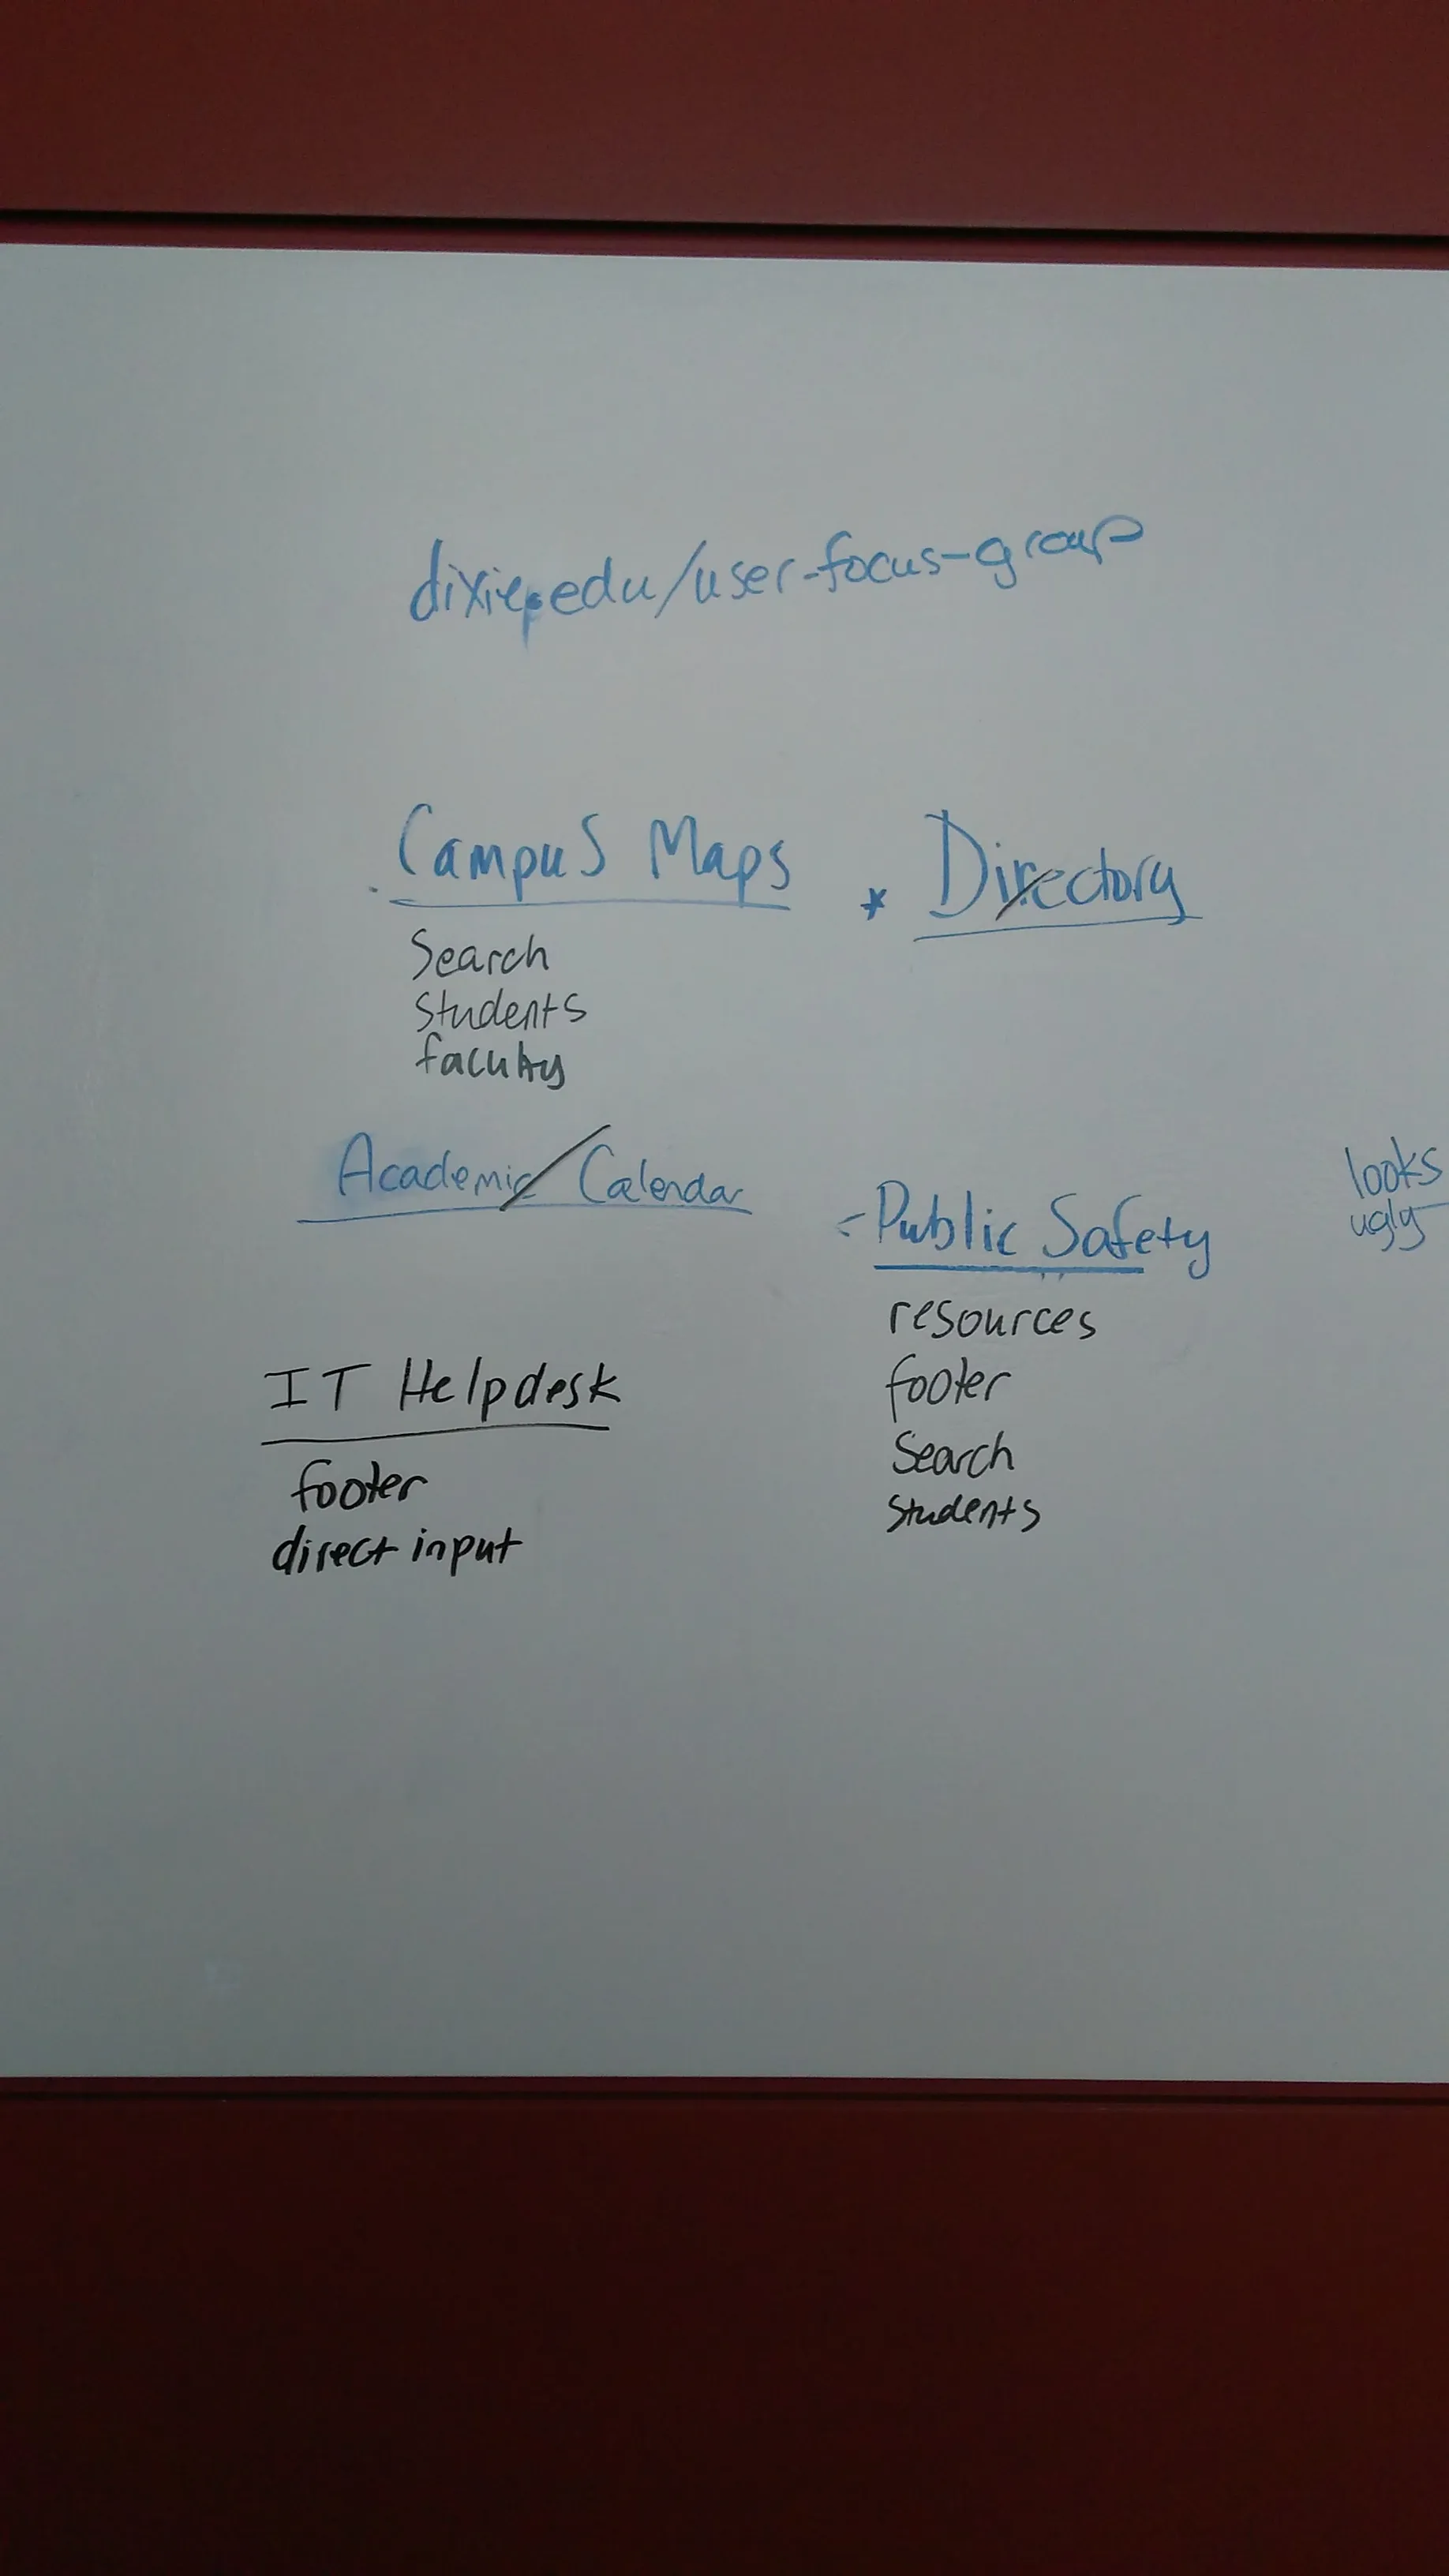 dixie.edu/user-focus-group
Campus Maps
Search
Students
faculty
* Directory
Academic Calendar
- Public Safety
resources
footer
Search
Students
looks
ugly
IT Helpdesk
footer
direct input